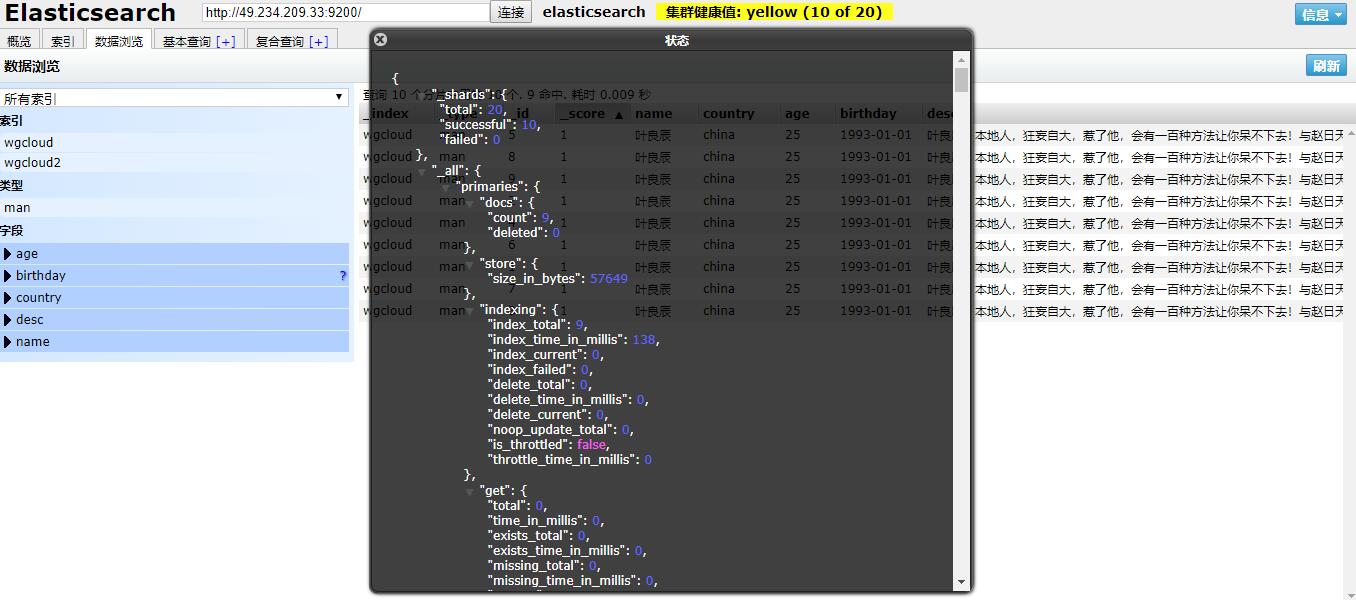 Elasticsearch http://49.234.209.33:9200/ 连接 elasticsearch 集群健康值: yellow (10 of 20) 信息
概览 索引 数据浏览 基本查询 [+] 复合查询 [+]
数据浏览 刷新
所有索引
索引
wgcloud
wgcloud2
类型
man
字段
age
birthday ?
country
desc
name
状态
{
"_shards": {
"total": 20,
"successful": 10,
"failed": 0
},
"_all": {
"primaries": {
"docs": {
"count": 9,
"deleted": 0
},
"store": {
"size_in_bytes": 57649
},
"indexing": {
"index_total": 9,
"index_time_in_millis": 138,
"index_current": 0,
"index_failed": 0,
"delete_total": 0,
"delete_time_in_millis": 0,
"delete_current": 0,
"noop_update_total": 0,
"is_throttled": false,
"throttle_time_in_millis": 0
},
"get": {
"total": 0,
"time_in_millis": 0,
"exists_total": 0,
"exists_time_in_millis": 0,
"missing_total": 0,
"missing_time_in_millis": 0,
查询 10 个分片 个. 9 命中. 耗时 0.009 秒
_index _id _score ▲ name country age birthday desc
wgcloud man 5 1 叶良辰 china 25 1993-01-01 叶良 本地人，狂妄自大，惹了他，会有一百种方法让你呆不下去！与赵日天
wgcloud man 8 1 叶良辰 china 25 1993-01-01 叶良 本地人，狂妄自大，惹了他，会有一百种方法让你呆不下去！与赵日天
wgcloud man 9 1 叶良辰 china 25 1993-01-01 叶良 本地人，狂妄自大，惹了他，会有一百种方法让你呆不下去！与赵日天
wgcloud man 1 叶良辰 china 25 1993-01-01 叶良 本地人，狂妄自大，惹了他，会有一百种方法让你呆不下去！与赵日天
wgcloud man 1 叶良辰 china 25 1993-01-01 叶良 本地人，狂妄自大，惹了他，会有一百种方法让你呆不下去！与赵日天
wgcloud man 6 1 叶良辰 china 25 1993-01-01 叶良 本地人，狂妄自大，惹了他，会有一百种方法让你呆不下去！与赵日天
wgcloud man 1 叶良辰 china 25 1993-01-01 叶良 本地人，狂妄自大，惹了他，会有一百种方法让你呆不下去！与赵日天
wgcloud man 7 1 叶良辰 china 25 1993-01-01 叶良 本地人，狂妄自大，惹了他，会有一百种方法让你呆不下去！与赵日天
wgcloud man 1 叶良辰 china 25 1993-01-01 叶良 本地人，狂妄自大，惹了他，会有一百种方法让你呆不下去！与赵日天